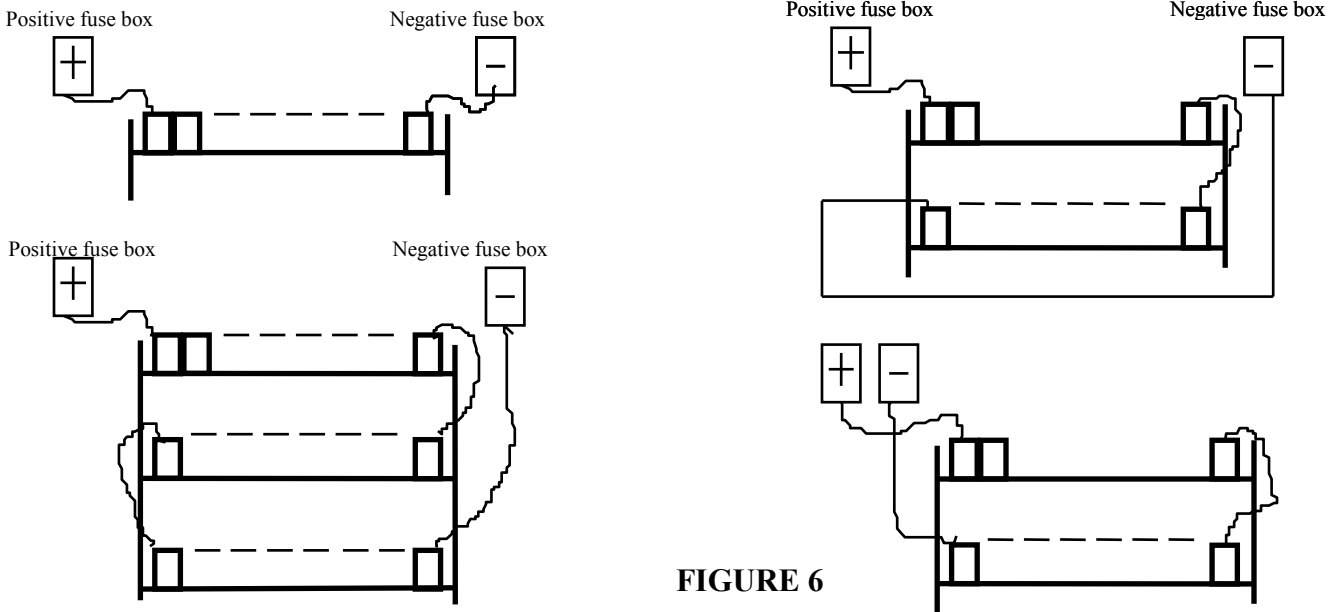 Positive fuse box
Negative fuse box
+
−
Positive fuse box
Negative fuse box
+
−
Positive fuse box
Negative fuse box
+
−
+
−
FIGURE 6